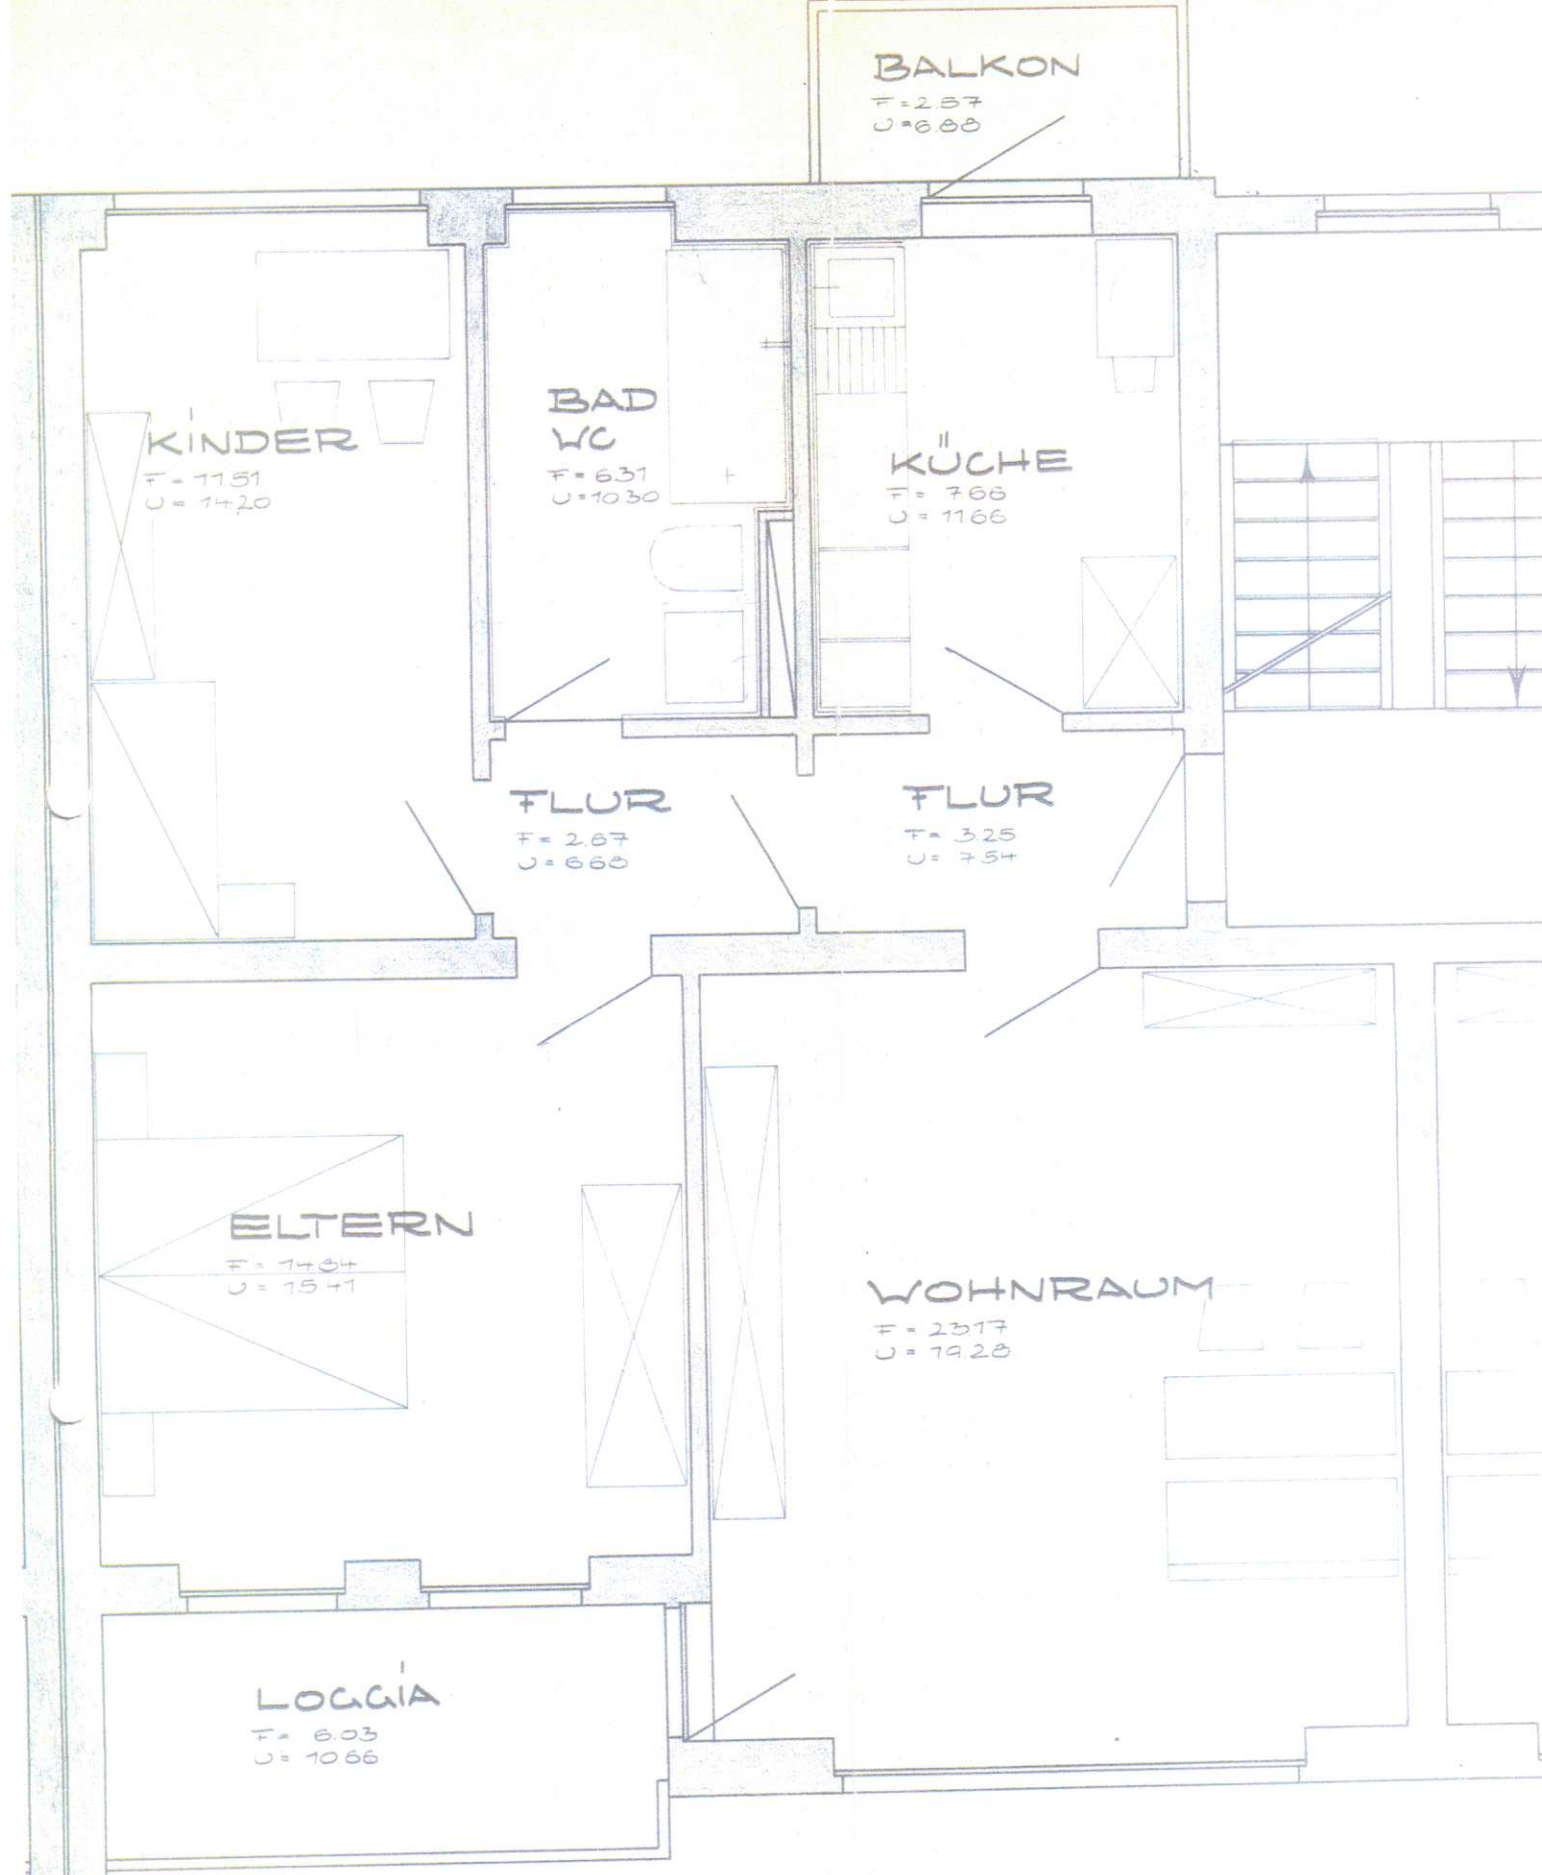 BALKON
F = 2.57
U = 6.88
KINDER
F = 11.51
U = 14.20
BAD
WC
F = 6.31
U = 10.30
KÜCHE
F = 7.66
U = 11.66
FLUR
F = 2.67
U = 6.68
FLUR
F = 3.25
U = 7.54
ELTERN
F = 14.84
U = 15.41
WOHNRAUM
F = 23.17
U = 19.28
LOGGIA
F = 6.03
U = 10.66